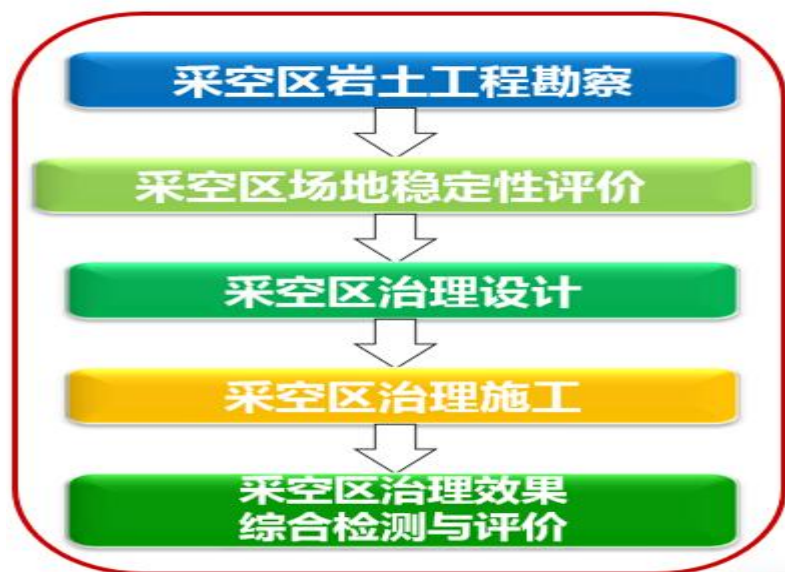 采空区岩土工程勘察
采空区场地稳定性评价
采空区治理设计
采空区治理施工
采空区治理效果
综合检测与评价